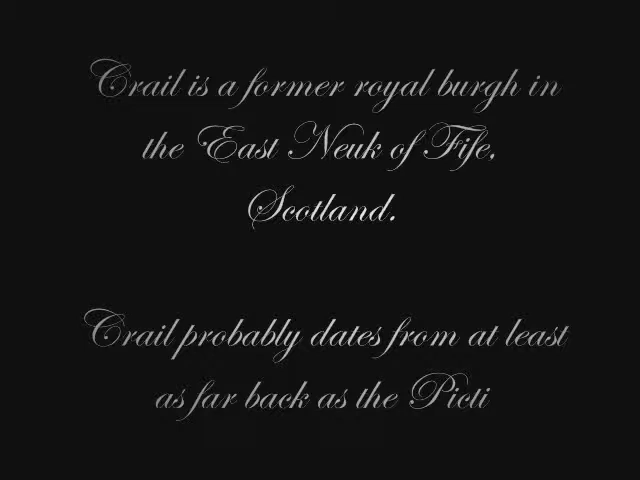 Crail is a former royal burgh in
the East Neuk of Fife,
Scotland.
Crail probably dates from at least
as far back as the Picti